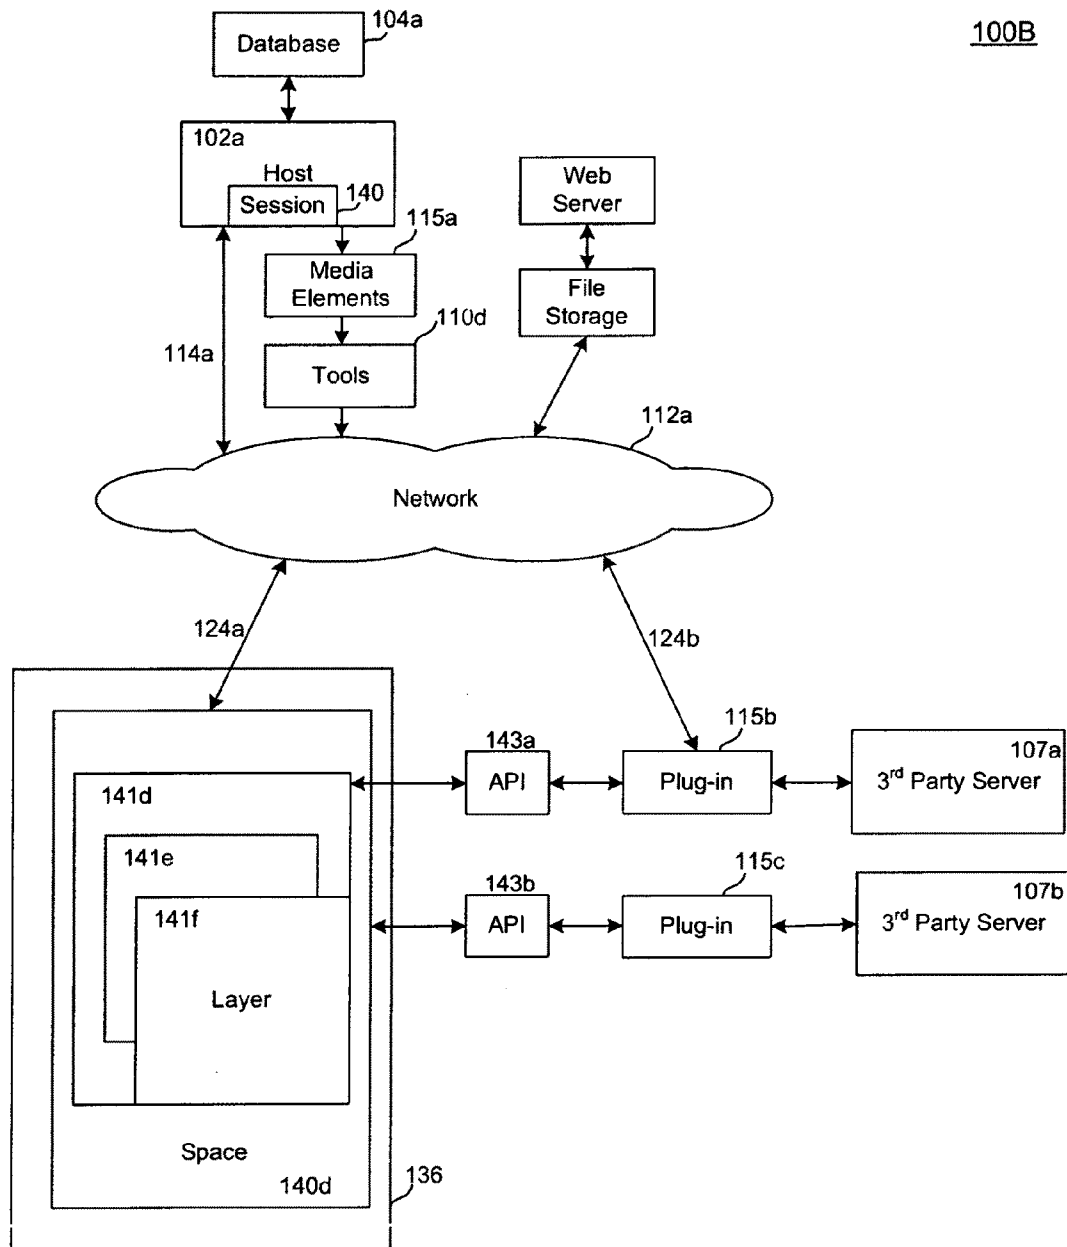 100B
104a
Database
102a
Host
Session
140
Web
Server
115a
Media
Elements
File
Storage
110d
114a
Tools
112a
Network
124a
124b
115b
143a
107a
API
Plug-in
3rd Party Server
141d
141e
115c
143b
107b
141f
API
Plug-in
3rd Party Server
Layer
Space
136
140d